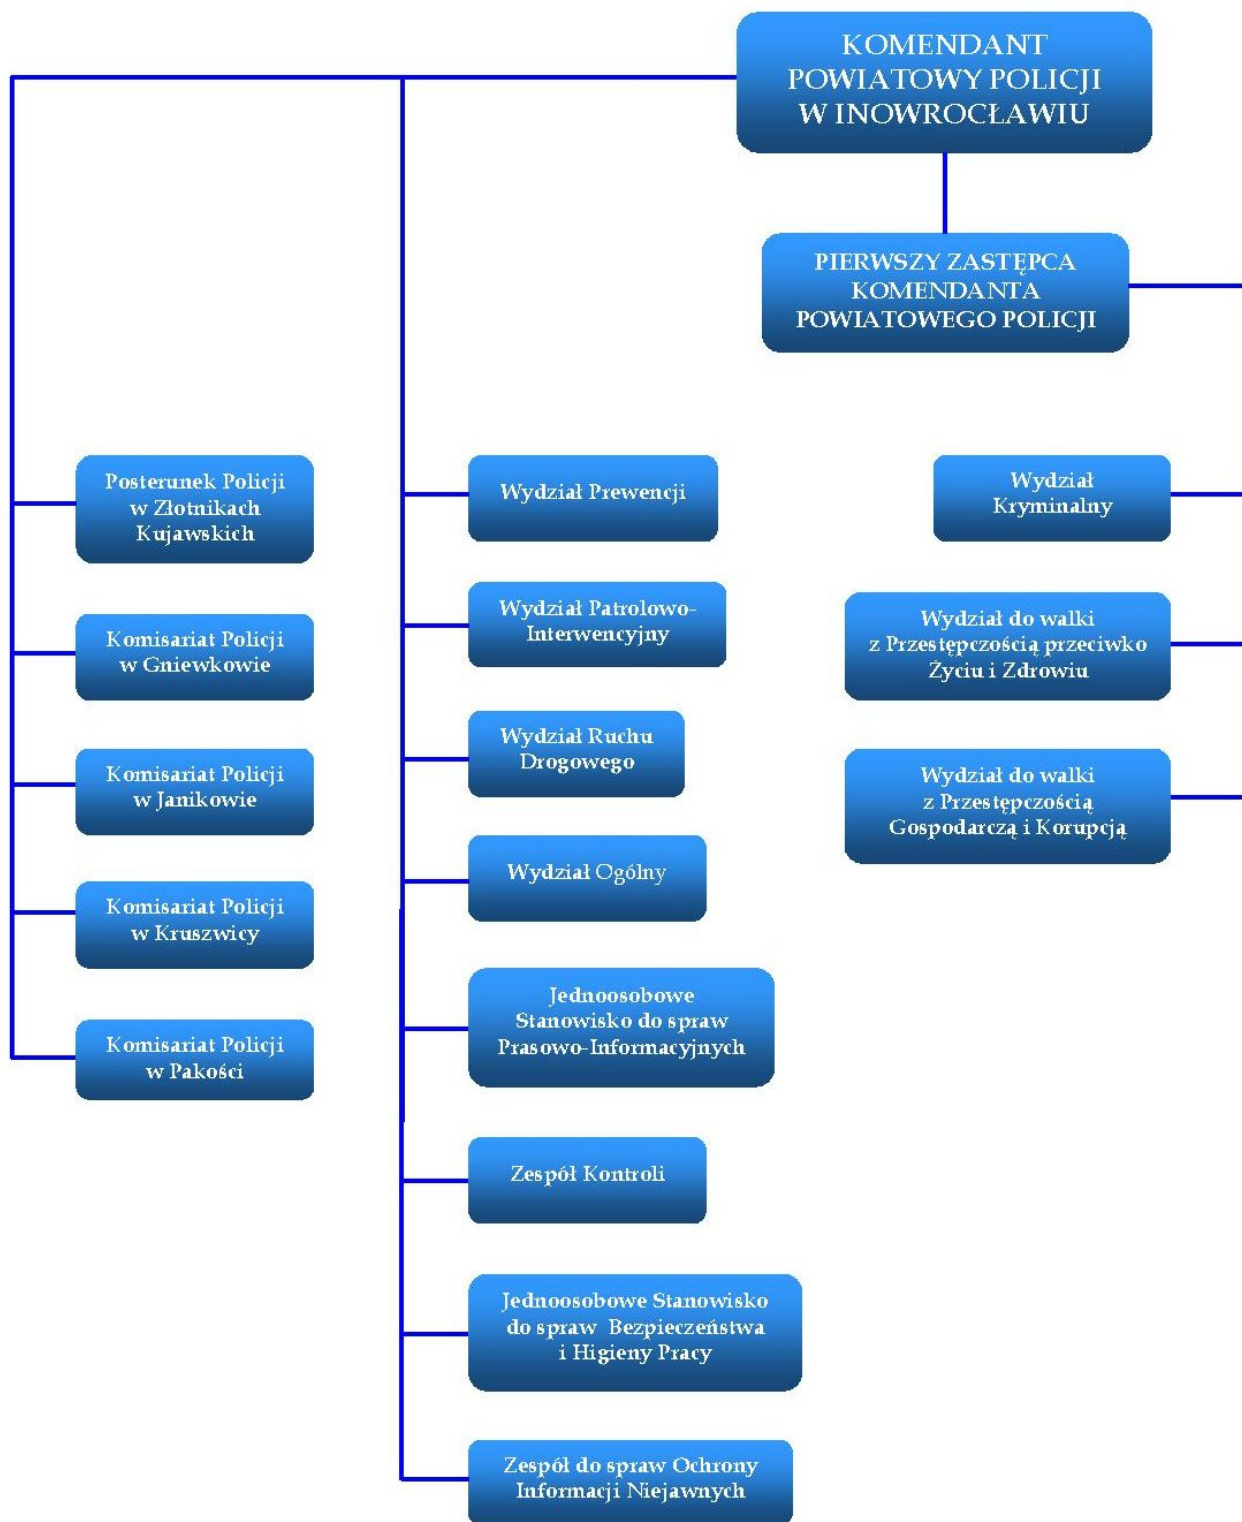 KOMENDANT
POWIATOWY POLICJI
W INOWROCŁAWIU
PIERWSZY ZASTĘPCA
KOMENDANTA
POWIATOWEGO POLICJI
Posterunek Policji
w Złotnikach
Kujawskich
Komisariat Policji
w Gniewkowie
Komisariat Policji
w Janikowie
Komisariat Policji
w Kruszwicy
Komisariat Policji
w Pakości
Wydział Prewencji
Wydział Patrolowo-
Interwencyjny
Wydział Ruchu
Drogowego
Wydział Ogólny
Jednoosobowe
Stanowisko do spraw
Prasowo-Informacyjnych
Zespół Kontroli
Jednoosobowe Stanowisko
do spraw  Bezpieczeństwa
i Higieny Pracy
Zespół do spraw Ochrony
Informacji Niejawnych
Wydział
Kryminalny
Wydział do walki
z Przestępczością przeciwko
Życiu i Zdrowiu
Wydział do walki
z Przestępczością
Gospodarczą i Korupcją